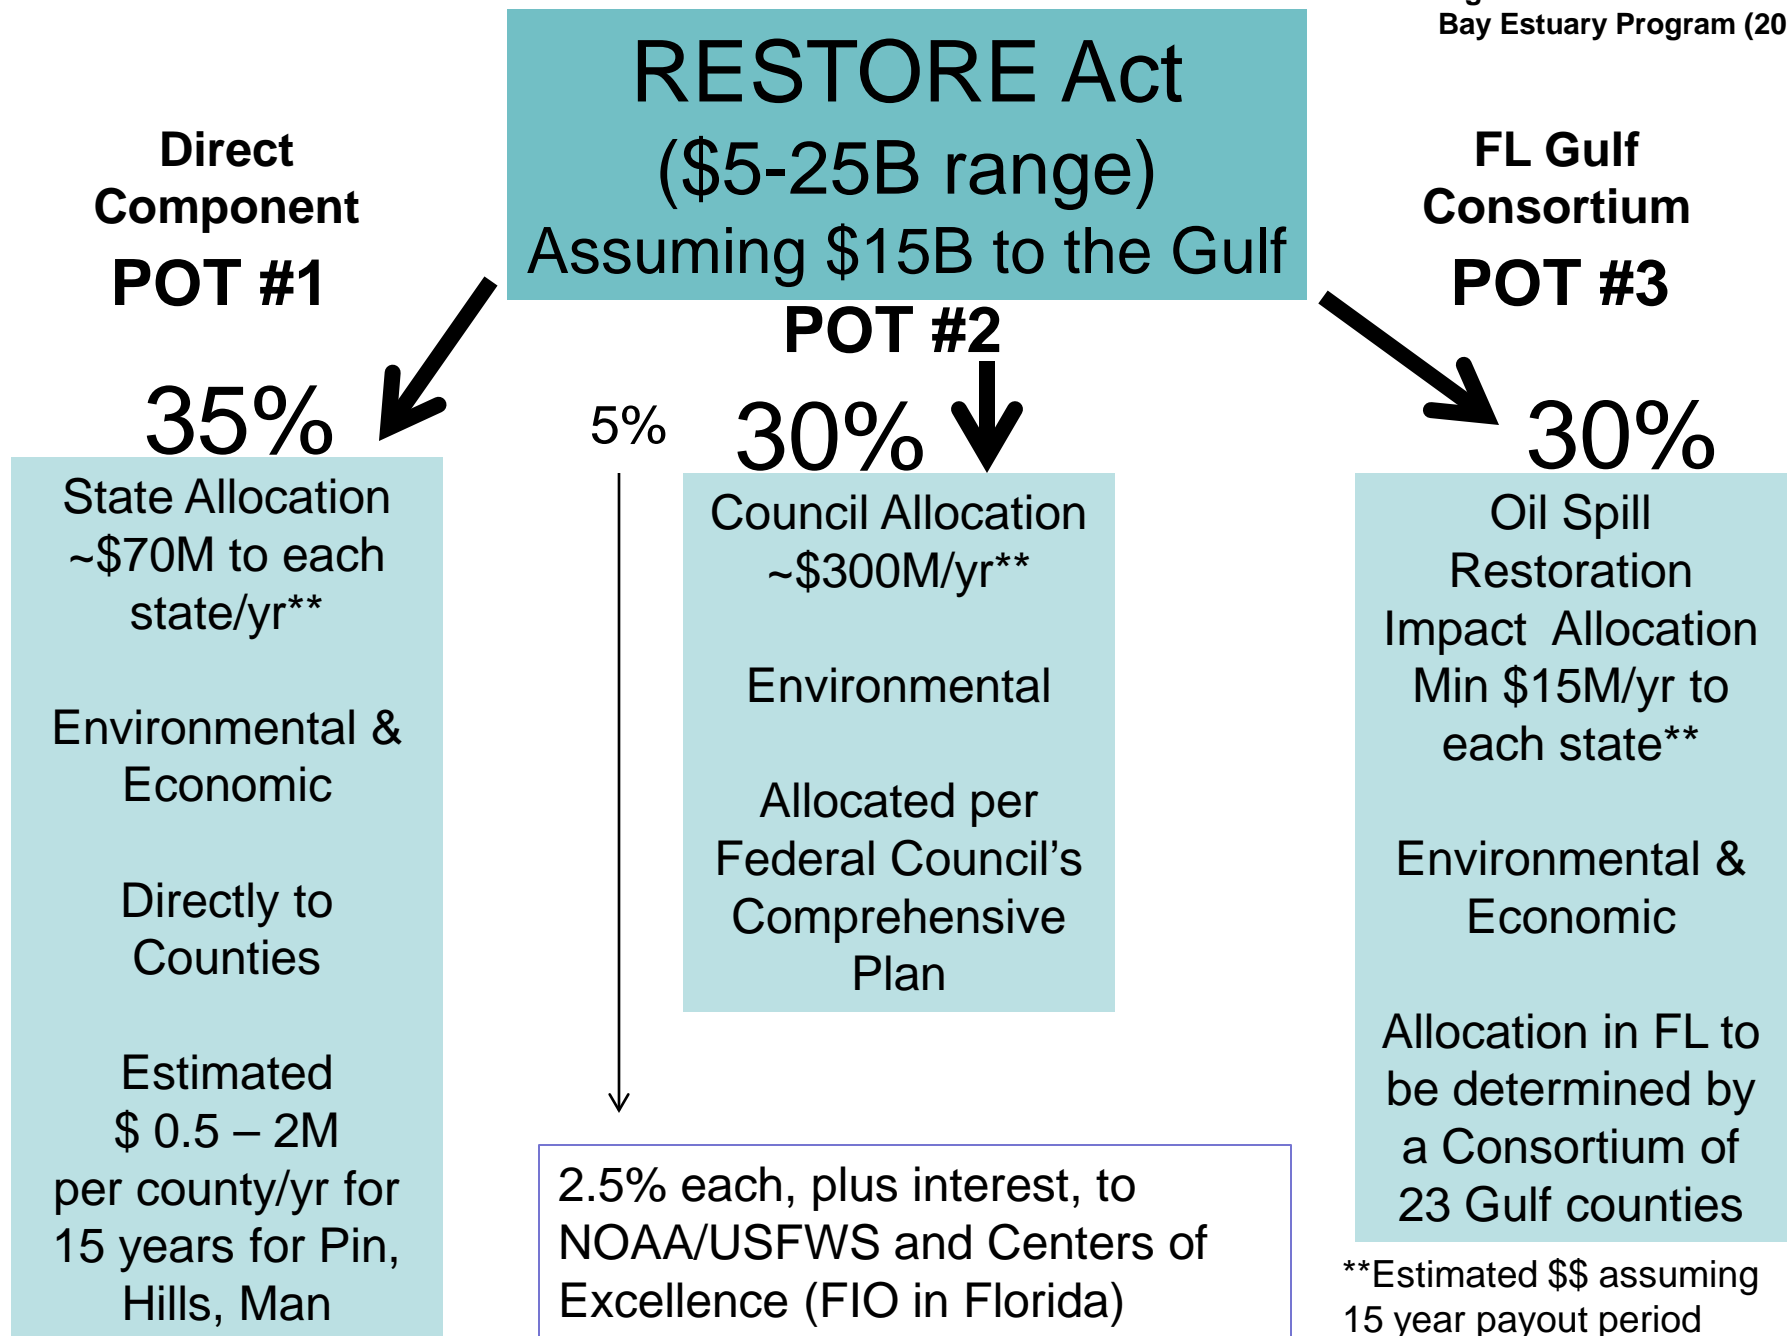 Bay Estuary Program (20
RESTORE Act
($5-25B range)
Assuming $15B to the Gulf
Direct
Component
POT #1
35%
State Allocation
~$70M to each
state/yr**
Environmental &
Economic
Directly to
Counties
Estimated
$ 0.5 – 2M
per county/yr for
15 years for Pin,
Hills, Man
POT #2
5%
30%
Council Allocation
~$300M/yr**
Environmental
Allocated per
Federal Council’s
Comprehensive
Plan
2.5% each, plus interest, to
NOAA/USFWS and Centers of
Excellence (FIO in Florida)
FL Gulf
Consortium
POT #3
30%
Oil Spill
Restoration
Impact Allocation
Min $15M/yr to
each state**
Environmental &
Economic
Allocation in FL to
be determined by
a Consortium of
23 Gulf counties
**Estimated $$ assuming
15 year payout period